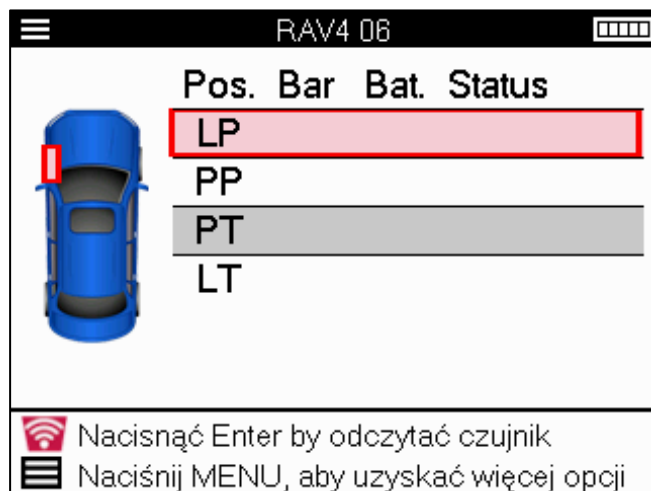 RAV4 06
Pos. Bar Bat. Status
LP
PP
PT
LT
Nacisnąć Enter by odczytać czujnik
Naciśnij MENU, aby uzyskać więcej opcji